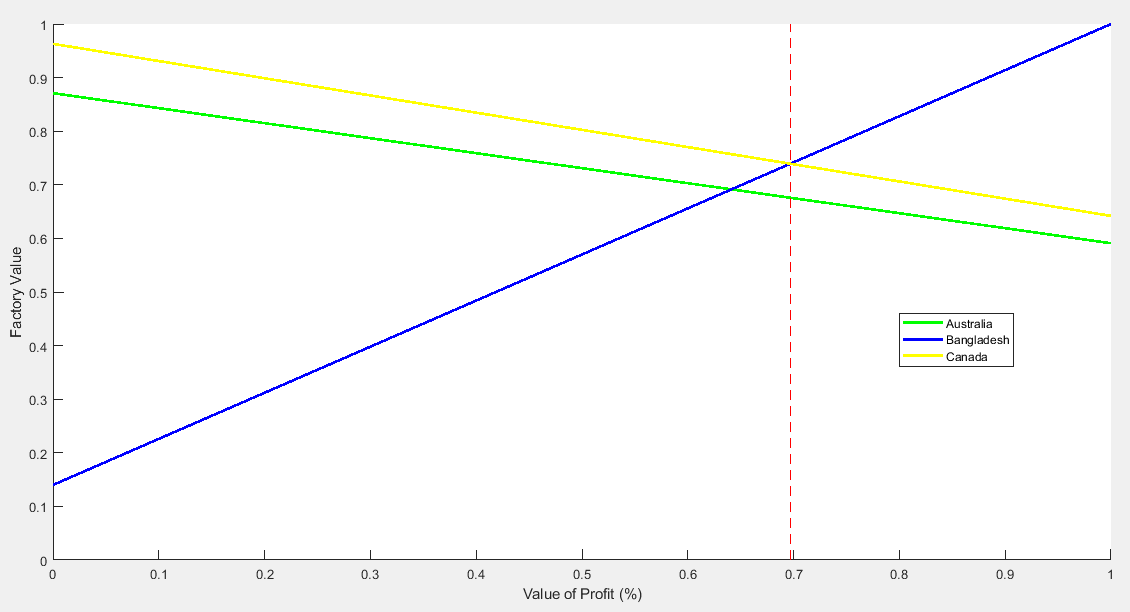 1
0.9
0.8
0.7
0.6
0.5
0.4
0.3
0.2
0.1
0
Factory Value
Australia
Bangladesh
Canada
0 0.1 0.2 0.3 0.4 0.5 0.6 0.7 0.8 0.9 1
Value of Profit (%)